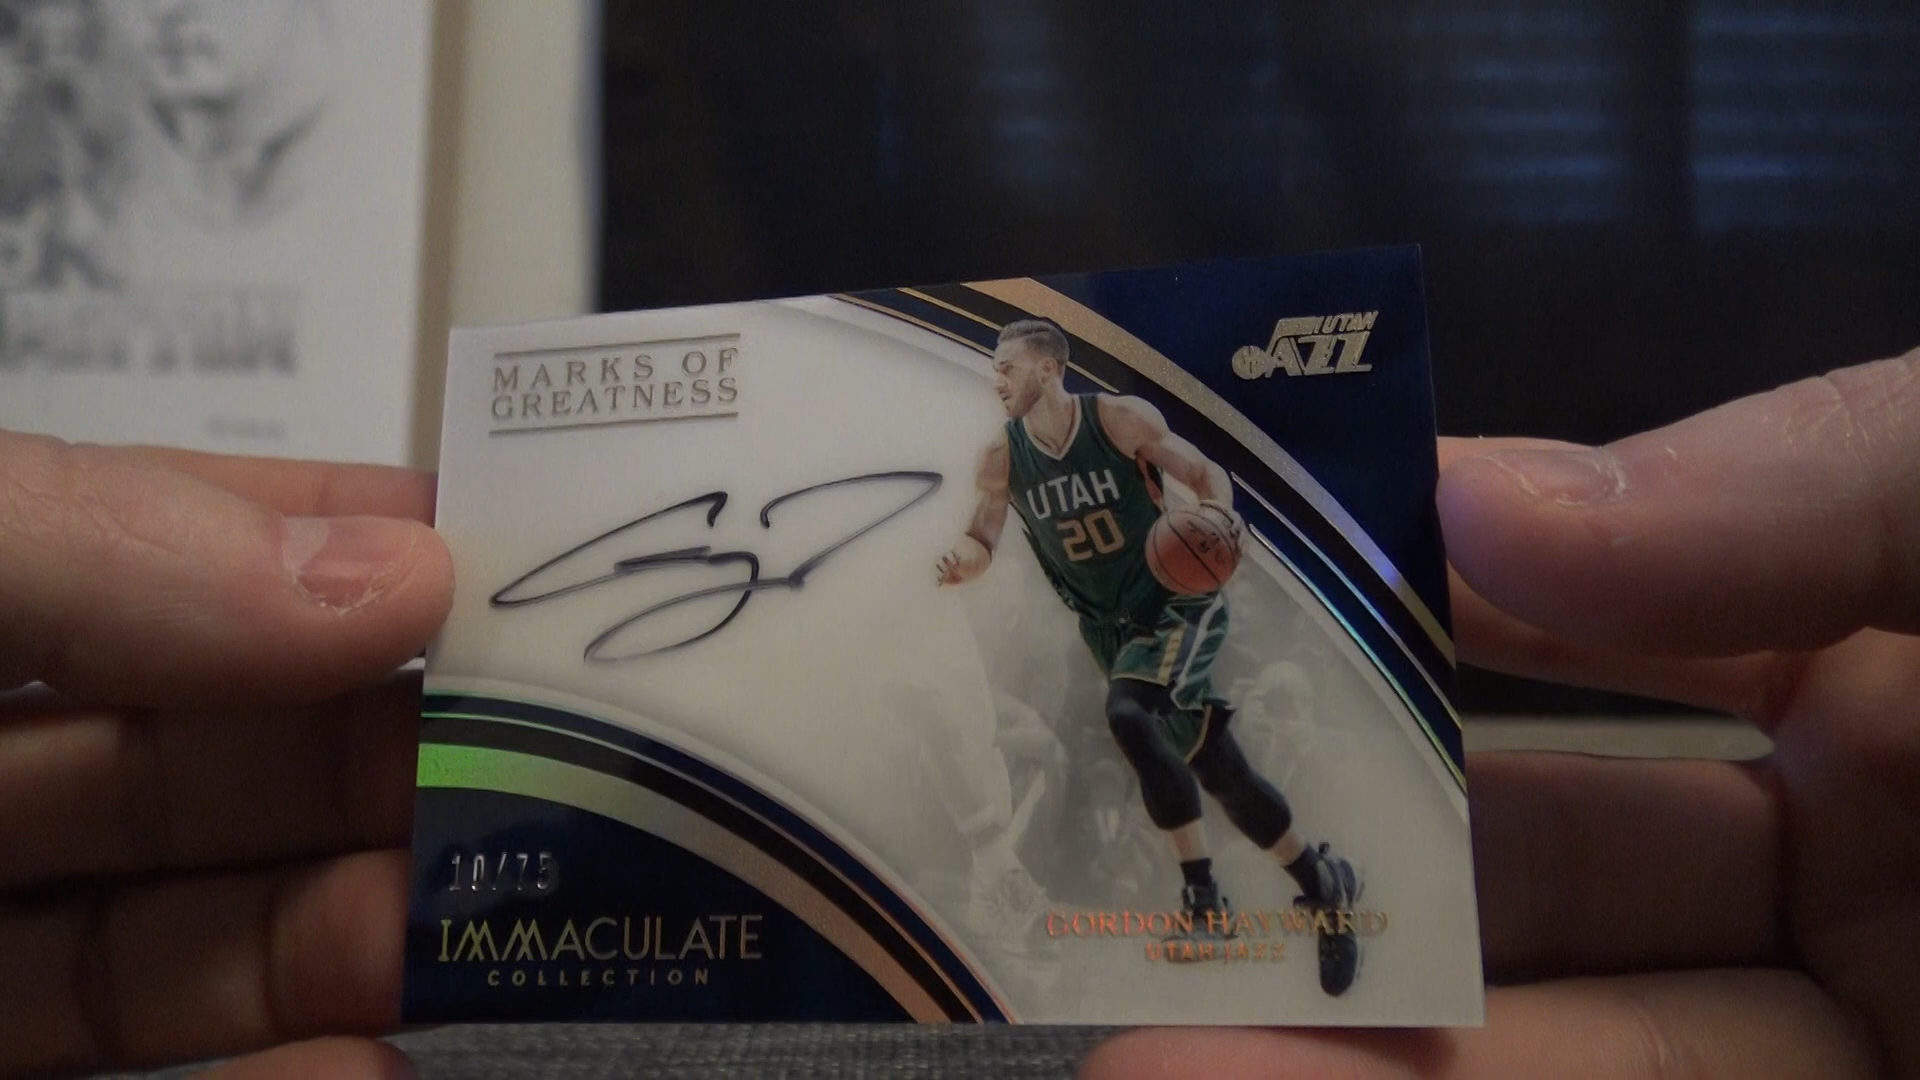 MARKS OF
GREATNESS
UTAH
JAZZ
UTAH
20
10/75
IMMACULATE
COLLECTION
GORDON HAYWARD
UTAH JAZZ